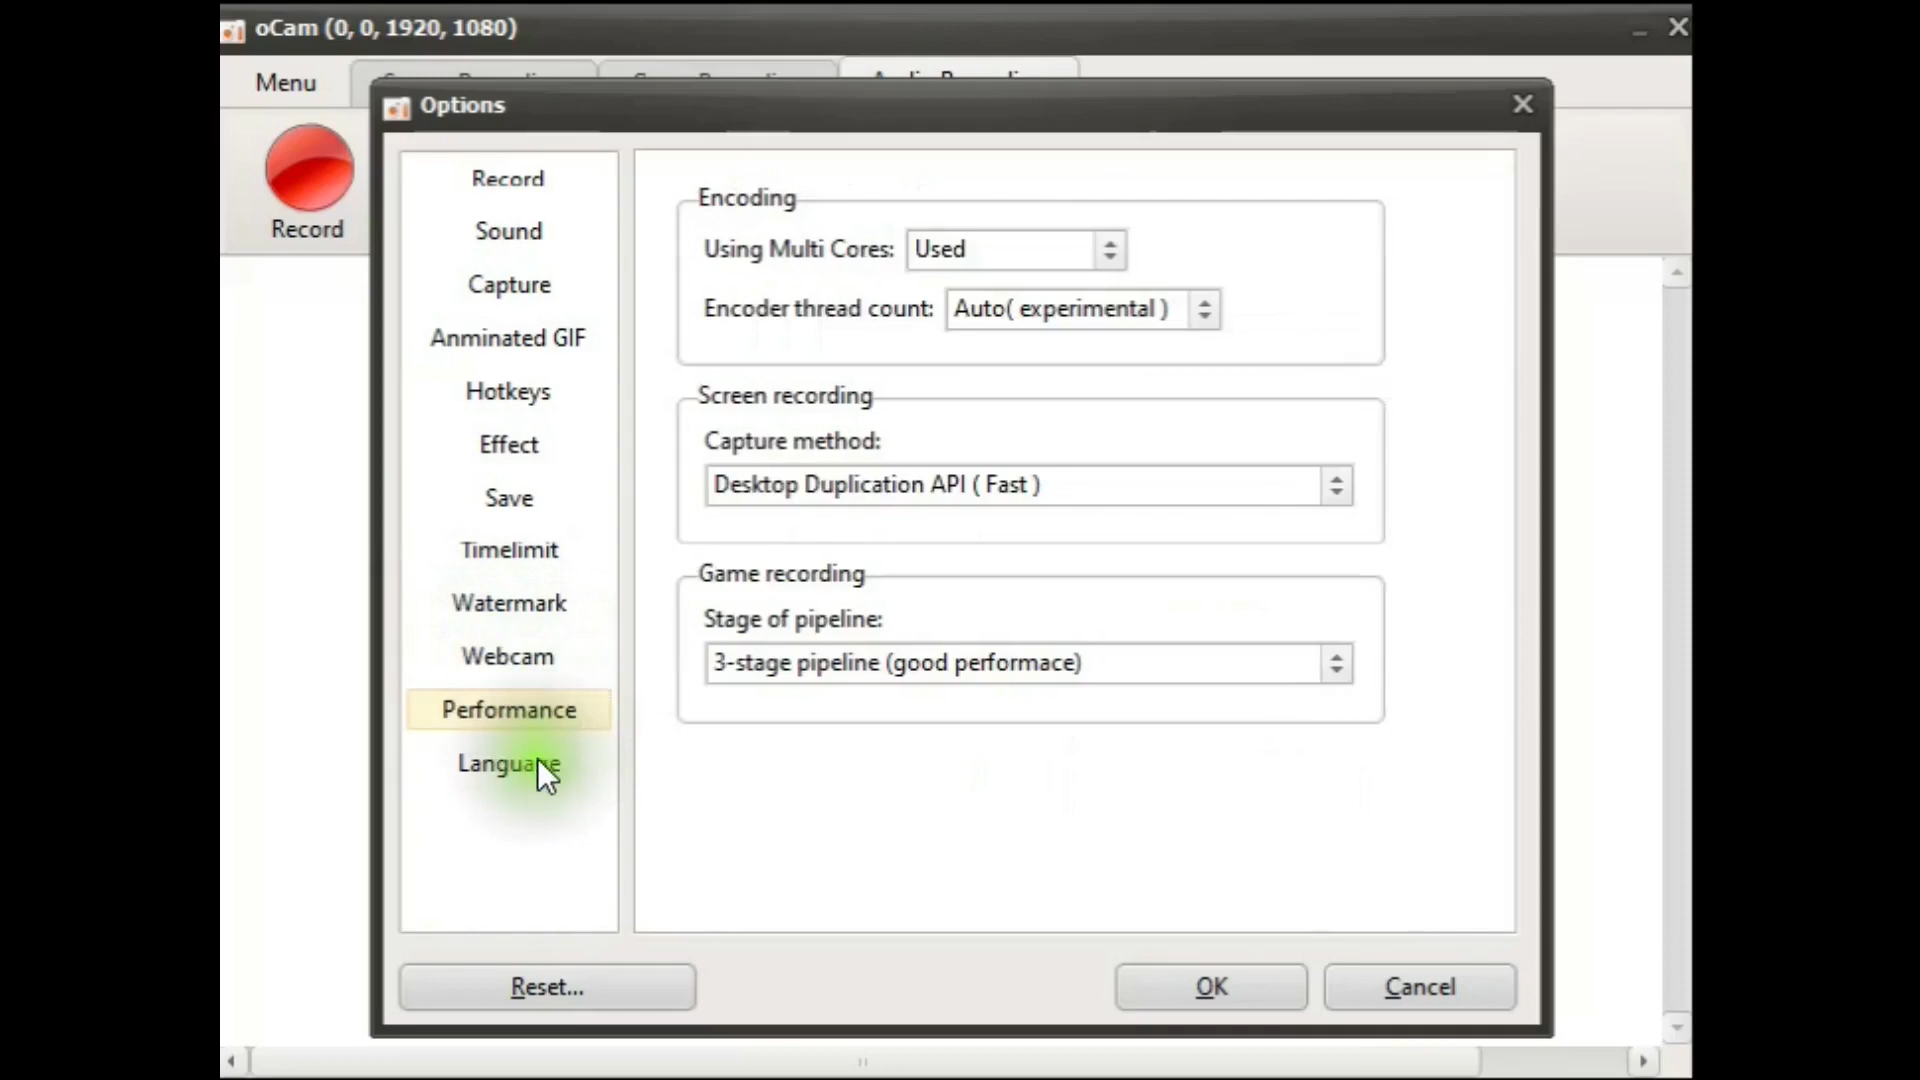 oCam (0, 0, 1920, 1080)
Menu
Options
Record
Record
Sound
Capture
Anminated GIF
Hotkeys
Effect
Save
Timelimit
Watermark
Webcam
Performance
Language
Encoding
Using Multi Cores: Used
Encoder thread count: Auto( experimental )
Screen recording
Capture method:
Desktop Duplication API ( Fast )
Game recording
Stage of pipeline:
3-stage pipeline (good performace)
Reset...
OK
Cancel